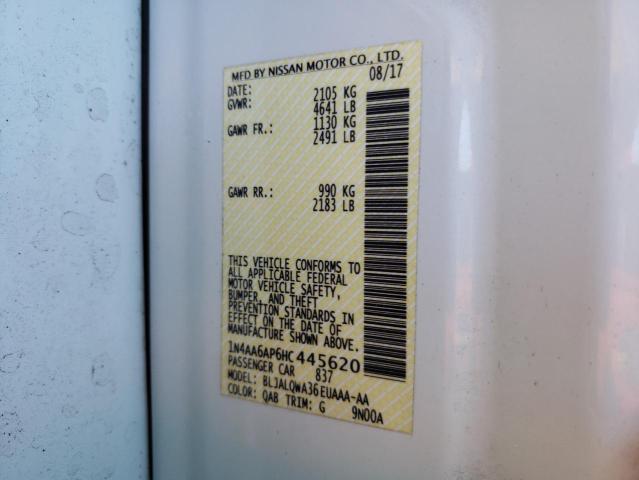 MFD BY NISSAN MOTOR CO., LTD.
DATE: 08/17
GVWR: 2105 KG
4641 LB
GAWR FR.: 1130 KG
2491 LB
GAWR RR.: 990 KG
2183 LB
THIS VEHICLE CONFORMS TO
ALL APPLICABLE FEDERAL
MOTOR VEHICLE SAFETY,
BUMPER, AND THEFT
PREVENTION STANDARDS IN
EFFECT ON THE DATE OF
MANUFACTURE SHOWN ABOVE.
1N4AA6AP6HC445620
PASSENGER CAR 837
MODEL: BLJALQWA36EUAAA-AA
COLOR: QAB TRIM: G 9N00A